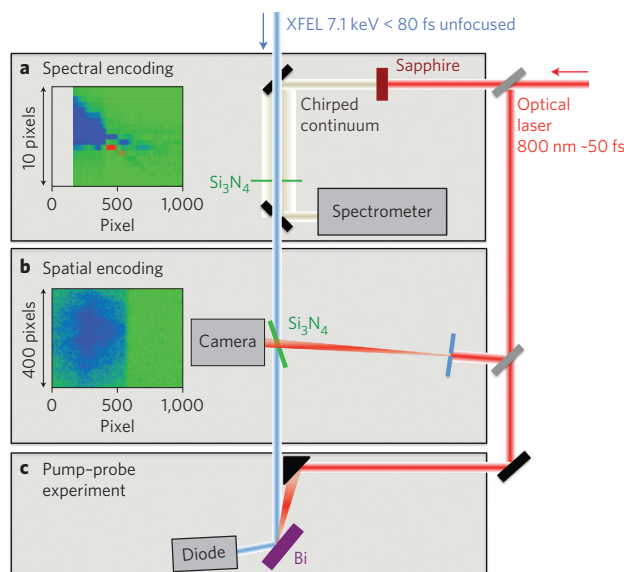 XFEL 7.1 keV < 80 fs unfocused
a Spectral encoding
Sapphire
10 pixels
Chirped
continuum
Optical
laser
800 nm ~50 fs
Si₃N₄
Spectrometer
0 500 1,000
Pixel
b Spatial encoding
400 pixels
Si₃N₄
Camera
0 500 1,000
Pixel
c Pump–probe
experiment
Diode
Bi